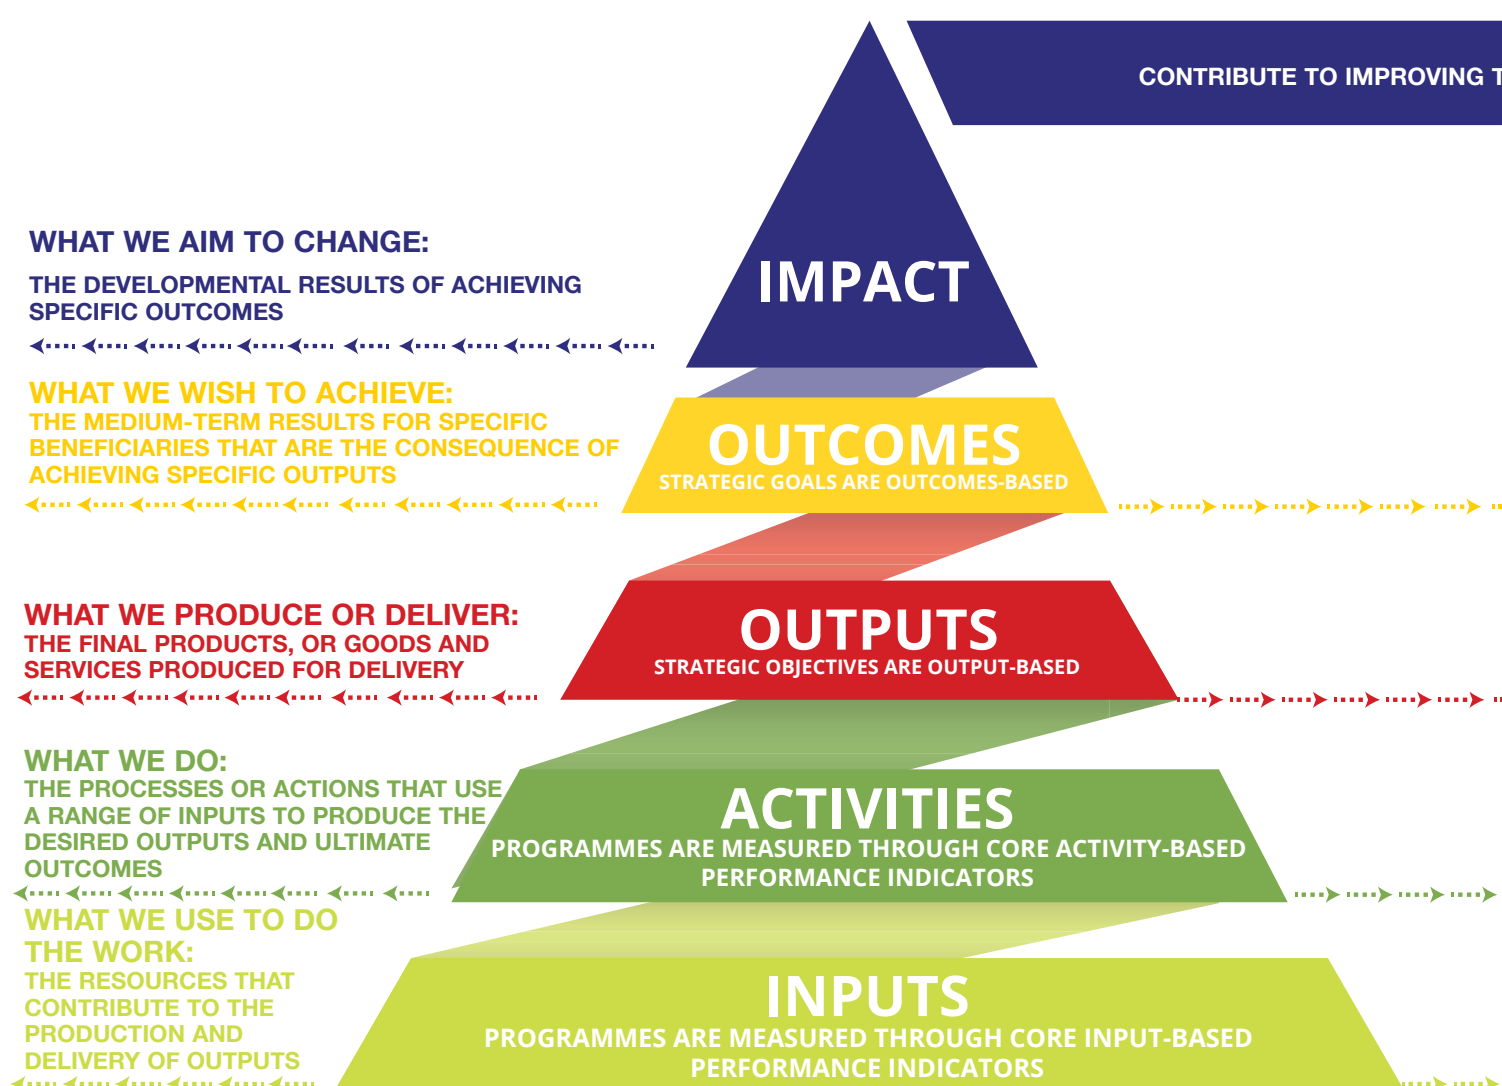 CONTRIBUTE TO IMPROVING T
WHAT WE AIM TO CHANGE:
THE DEVELOPMENTAL RESULTS OF ACHIEVING
SPECIFIC OUTCOMES
IMPACT
WHAT WE WISH TO ACHIEVE:
THE MEDIUM-TERM RESULTS FOR SPECIFIC
BENEFICIARIES THAT ARE THE CONSEQUENCE OF
ACHIEVING SPECIFIC OUTPUTS
OUTCOMES
STRATEGIC GOALS ARE OUTCOMES-BASED
WHAT WE PRODUCE OR DELIVER:
THE FINAL PRODUCTS, OR GOODS AND
SERVICES PRODUCED FOR DELIVERY
OUTPUTS
STRATEGIC OBJECTIVES ARE OUTPUT-BASED
WHAT WE DO:
THE PROCESSES OR ACTIONS THAT USE
A RANGE OF INPUTS TO PRODUCE THE
DESIRED OUTPUTS AND ULTIMATE
OUTCOMES
ACTIVITIES
PROGRAMMES ARE MEASURED THROUGH CORE ACTIVITY-BASED
PERFORMANCE INDICATORS
WHAT WE USE TO DO
THE WORK:
THE RESOURCES THAT
CONTRIBUTE TO THE
PRODUCTION AND
DELIVERY OF OUTPUTS
INPUTS
PROGRAMMES ARE MEASURED THROUGH CORE INPUT-BASED
PERFORMANCE INDICATORS